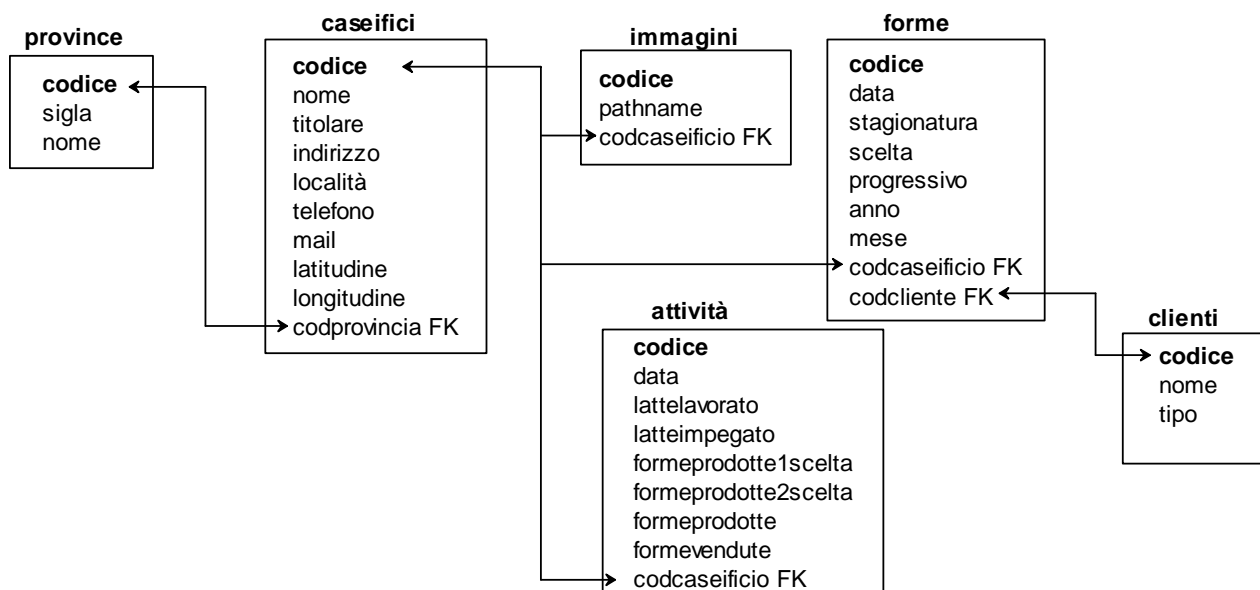 province
codice
sigla
nome
caseifici
codice
nome
titolare
indirizzo
località
telefono
mail
latitudine
longitudine
codprovincia FK
immagini
codice
pathname
codcaseificio FK
forme
codice
data
stagionatura
scelta
progressivo
anno
mese
codcaseificio FK
codcliente FK
attività
codice
data
lattelavorato
latteimpegato
formeprodotte1scelta
formeprodotte2scelta
formeprodotte
formevendute
codcaseificio FK
clienti
codice
nome
tipo